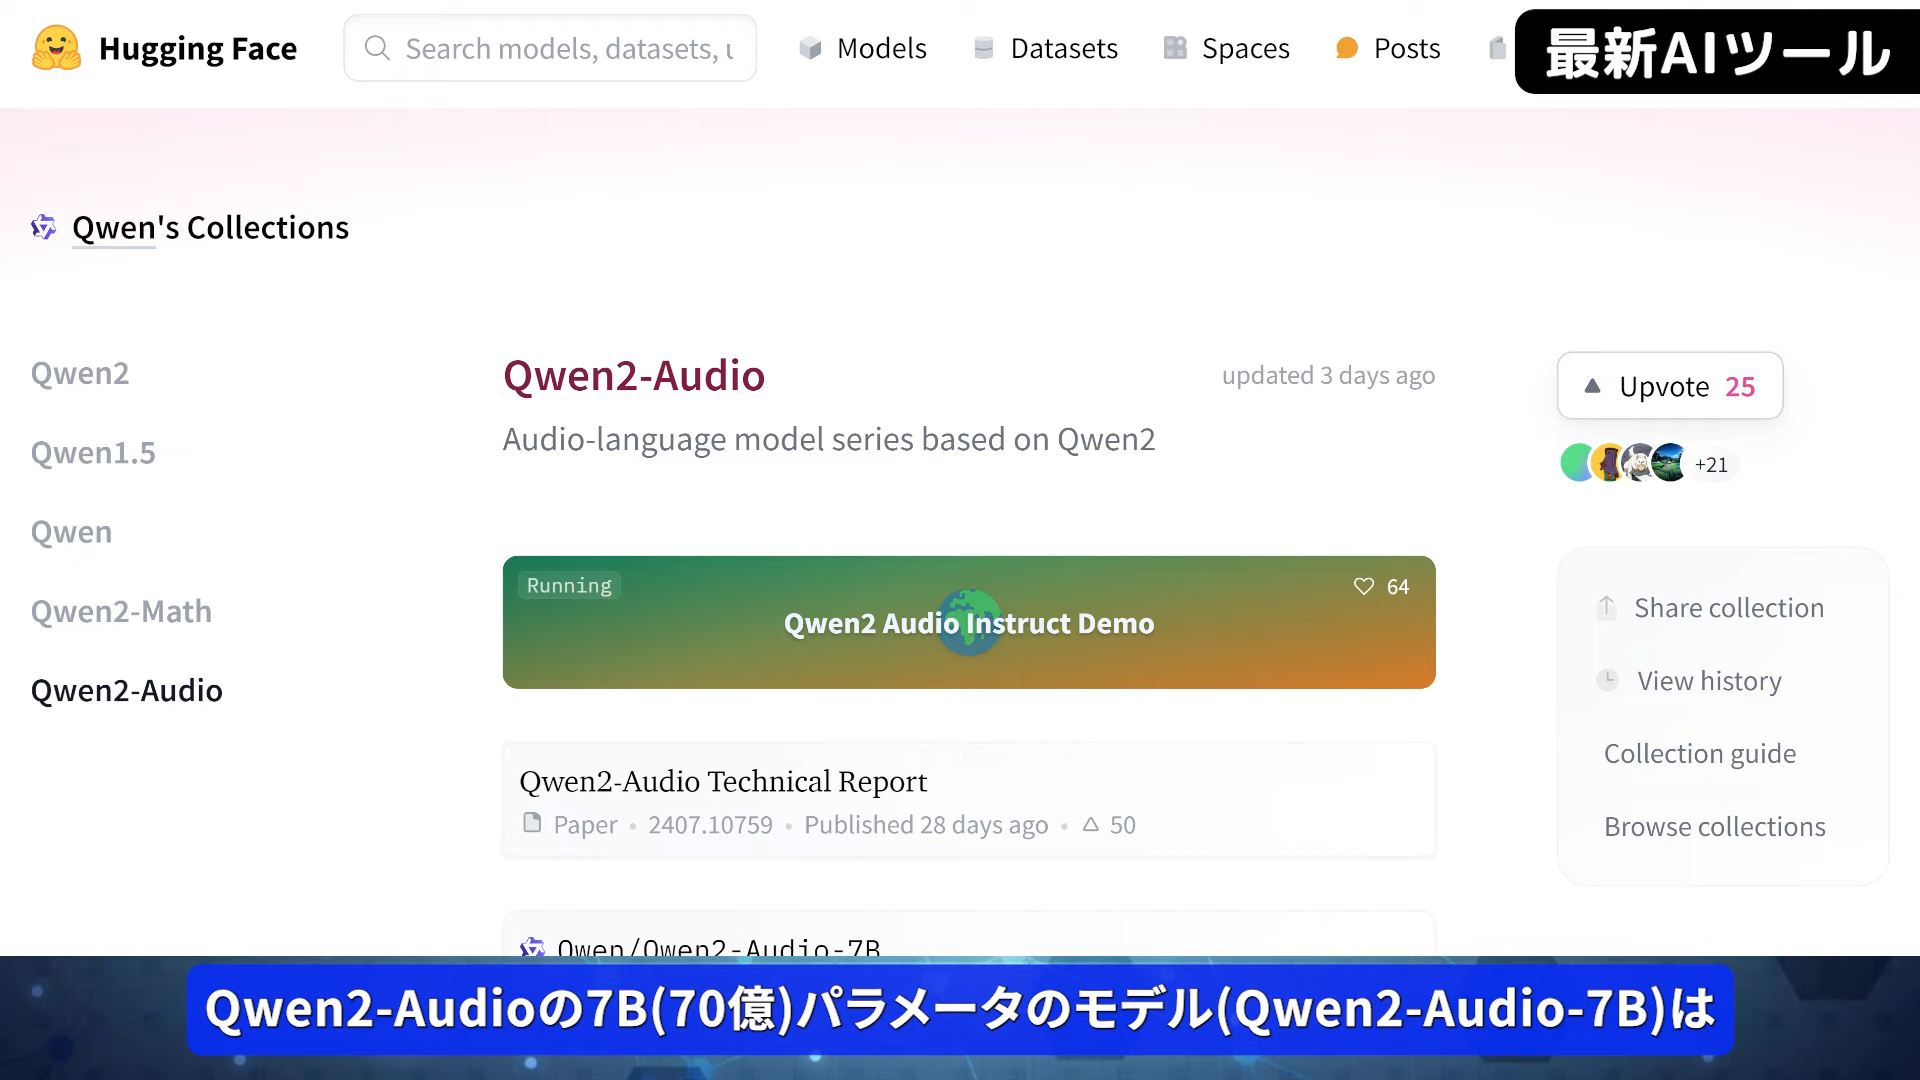 Hugging Face
Search models, datasets, u
Models
Datasets
Spaces
Posts
最新AIツール
Qwen's Collections
Qwen2
Qwen1.5
Qwen
Qwen2-Math
Qwen2-Audio
Qwen2-Audio
updated 3 days ago
Audio-language model series based on Qwen2
Running
64
Qwen2 Audio Instruct Demo
Qwen2-Audio Technical Report
Paper • 2407.10759 • Published 28 days ago • 50
Qwen/Qwen2-Audio-7B
Upvote 25
+21
Share collection
View history
Collection guide
Browse collections
Qwen2-Audioの7B(70億)パラメータのモデル(Qwen2-Audio-7B)は